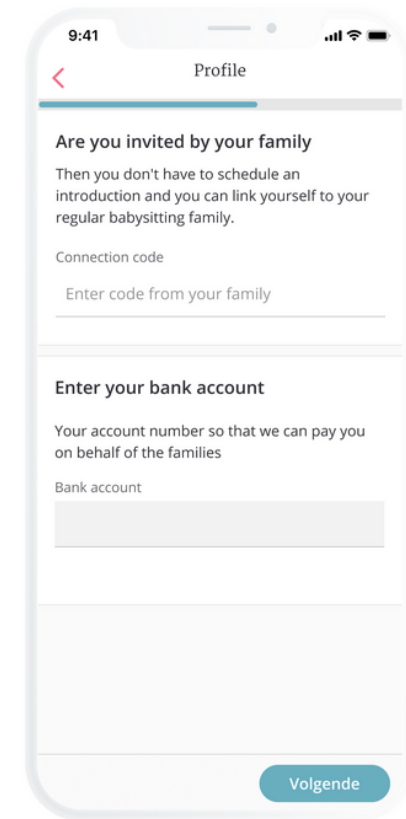 9:41
Profile
Are you invited by your family
Then you don't have to schedule an
introduction and you can link yourself to your
regular babysitting family.
Connection code
Enter code from your family
Enter your bank account
Your account number so that we can pay you
on behalf of the families
Bank account
Volgende